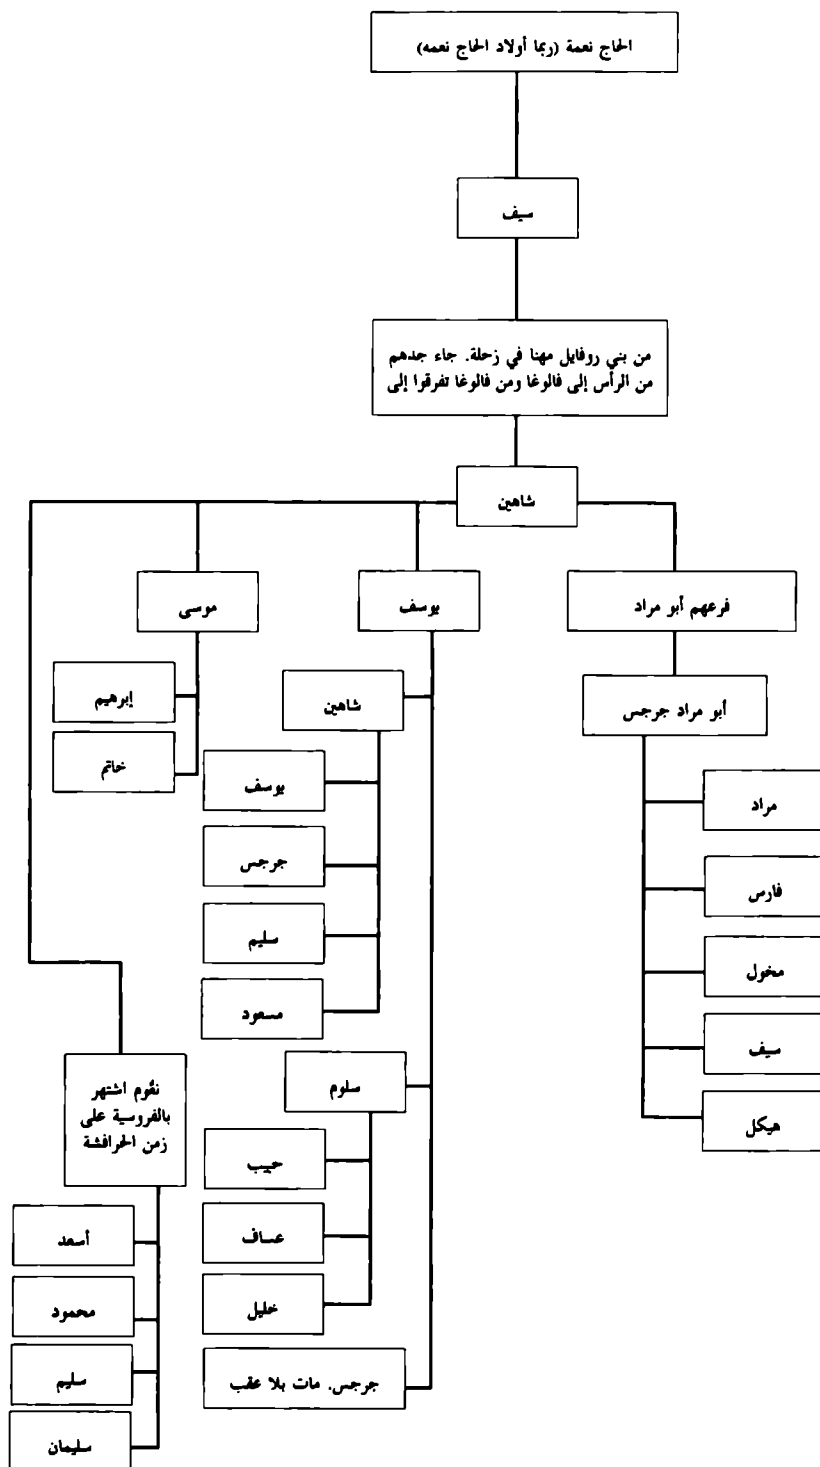 الحاج نعمة (ربما أولاد الحاج نعمه)
سيف
من بني روفايل مهنا في زحلة. جاء جدهم
من الرأس إلى فالوغا ومن فالوغا تفرقوا إلى
شاهين
فرعهم أبو مراد
أبو مراد جرجس
مراد
فارس
مخول
سيف
هيكل
يوسف
شاهين
يوسف
جرجس
سليم
مسعود
سلوم
حبيب
عساف
خليل
جرجس. مات بلا عقب
موسى
إبرهيم
خاتم
نقوم اشتهر
بالفروسية على
زمن الحرافشة
أسعد
محمود
سليم
سليمان